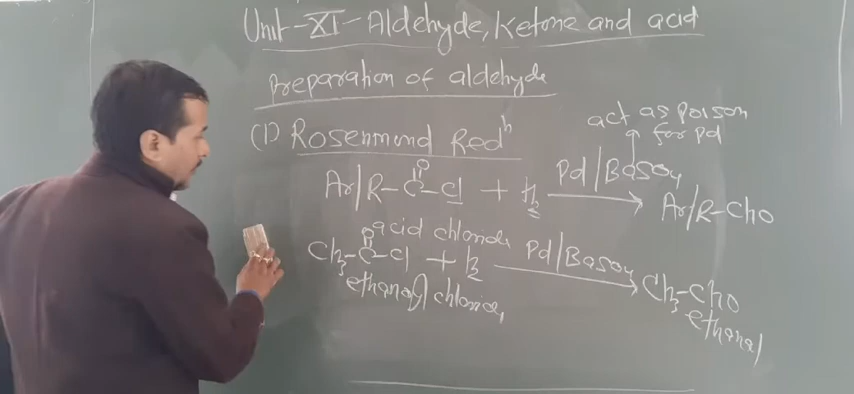 Unit-XI-Aldehyde, Ketone and acid
Preparation of aldehyde
(1) Rosenmund Redⁿ
act as poison
for pd
O
Ar/R-C-Cl + H₂ Pd/BaSO₄ Ar/R-CHO
acid chloride
O
CH₃-C-Cl + H₂ Pd/BaSO₄ CH₃-CHO
ethanoyl chloride
ethanal